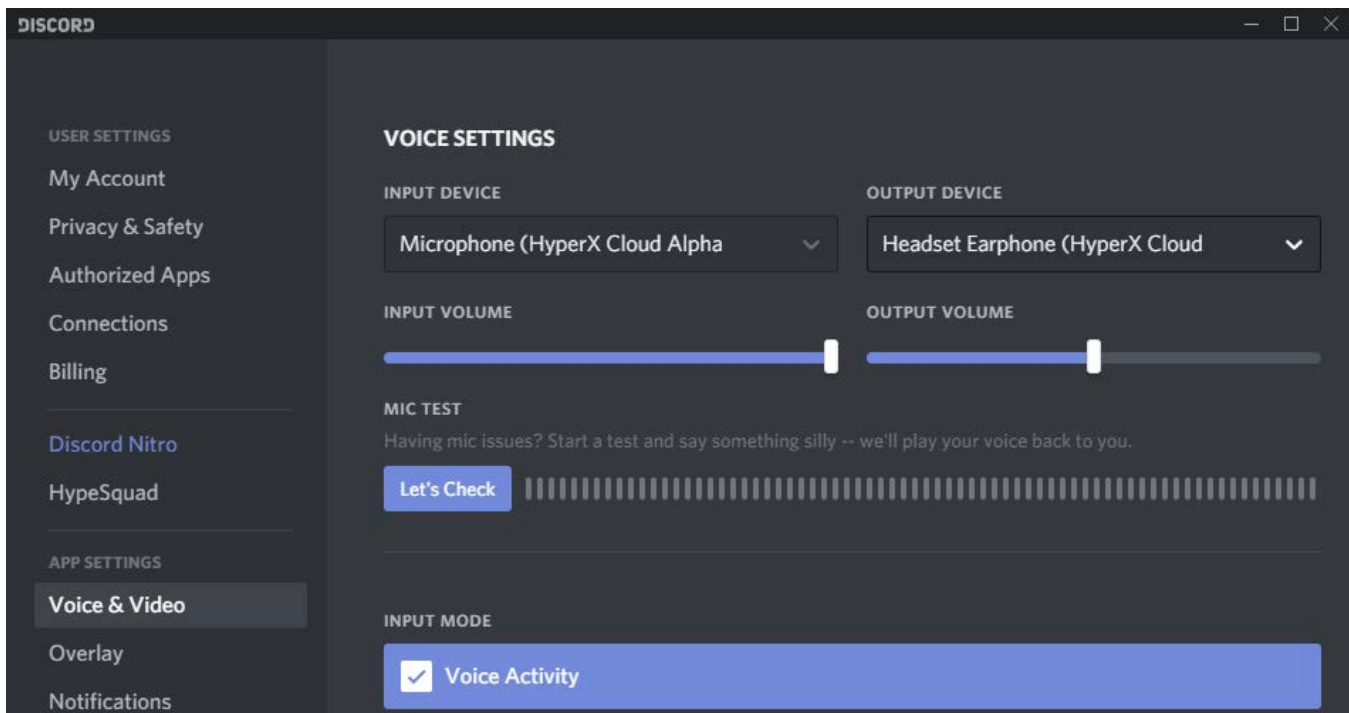 DISCORD
USER SETTINGS
My Account
Privacy & Safety
Authorized Apps
Connections
Billing
Discord Nitro
HypeSquad
APP SETTINGS
Voice & Video
Overlay
Notifications
VOICE SETTINGS
INPUT DEVICE
Microphone (HyperX Cloud Alpha
OUTPUT DEVICE
Headset Earphone (HyperX Cloud
INPUT VOLUME
OUTPUT VOLUME
MIC TEST
Having mic issues? Start a test and say something silly -- we'll play your voice back to you.
Let's Check
INPUT MODE
Voice Activity